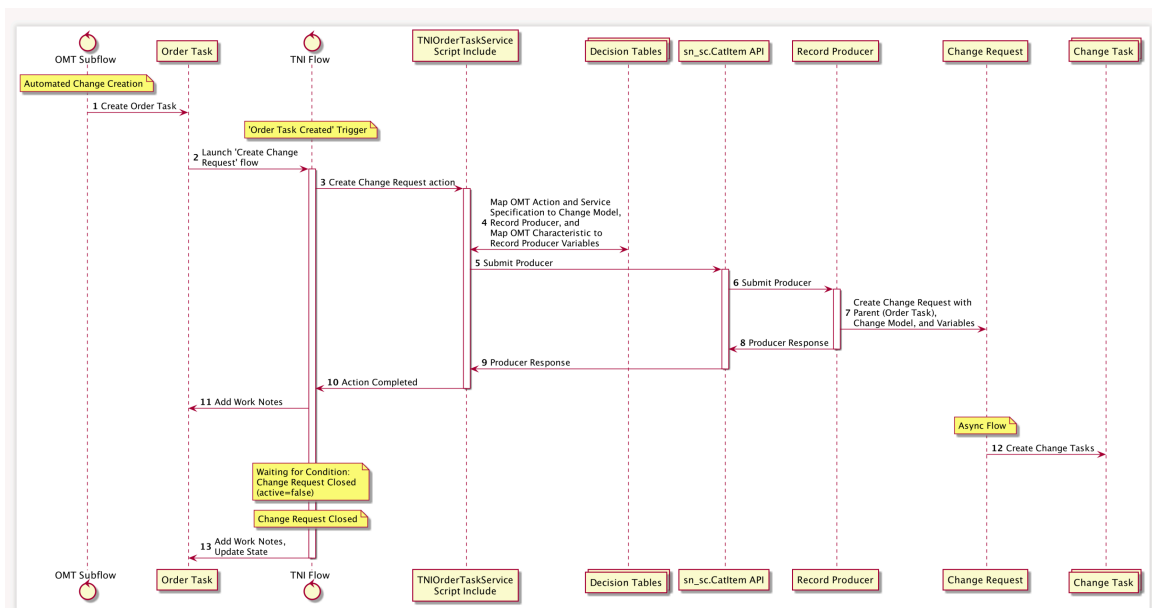 OMT Subflow
Order Task
TNI Flow
TNIOrderTaskService
Script Include
Decision Tables
sn_sc.CatItem API
Record Producer
Change Request
Change Task
Automated Change Creation
1 Create Order Task
'Order Task Created' Trigger
2 Launch 'Create Change
Request' flow
3 Create Change Request action
Map OMT Action and Service
Specification to Change Model,
4 Record Producer, and
Map OMT Characteristic to
Record Producer Variables
5 Submit Producer
6 Submit Producer
Create Change Request with
7 Parent (Order Task),
Change Model, and Variables
8 Producer Response
9 Producer Response
10 Action Completed
11 Add Work Notes
Async Flow
12 Create Change Tasks
Waiting for Condition:
Change Request Closed
(active=false)
Change Request Closed
13 Add Work Notes,
Update State
OMT Subflow
Order Task
TNI Flow
TNIOrderTaskService
Script Include
Decision Tables
sn_sc.CatItem API
Record Producer
Change Request
Change Task